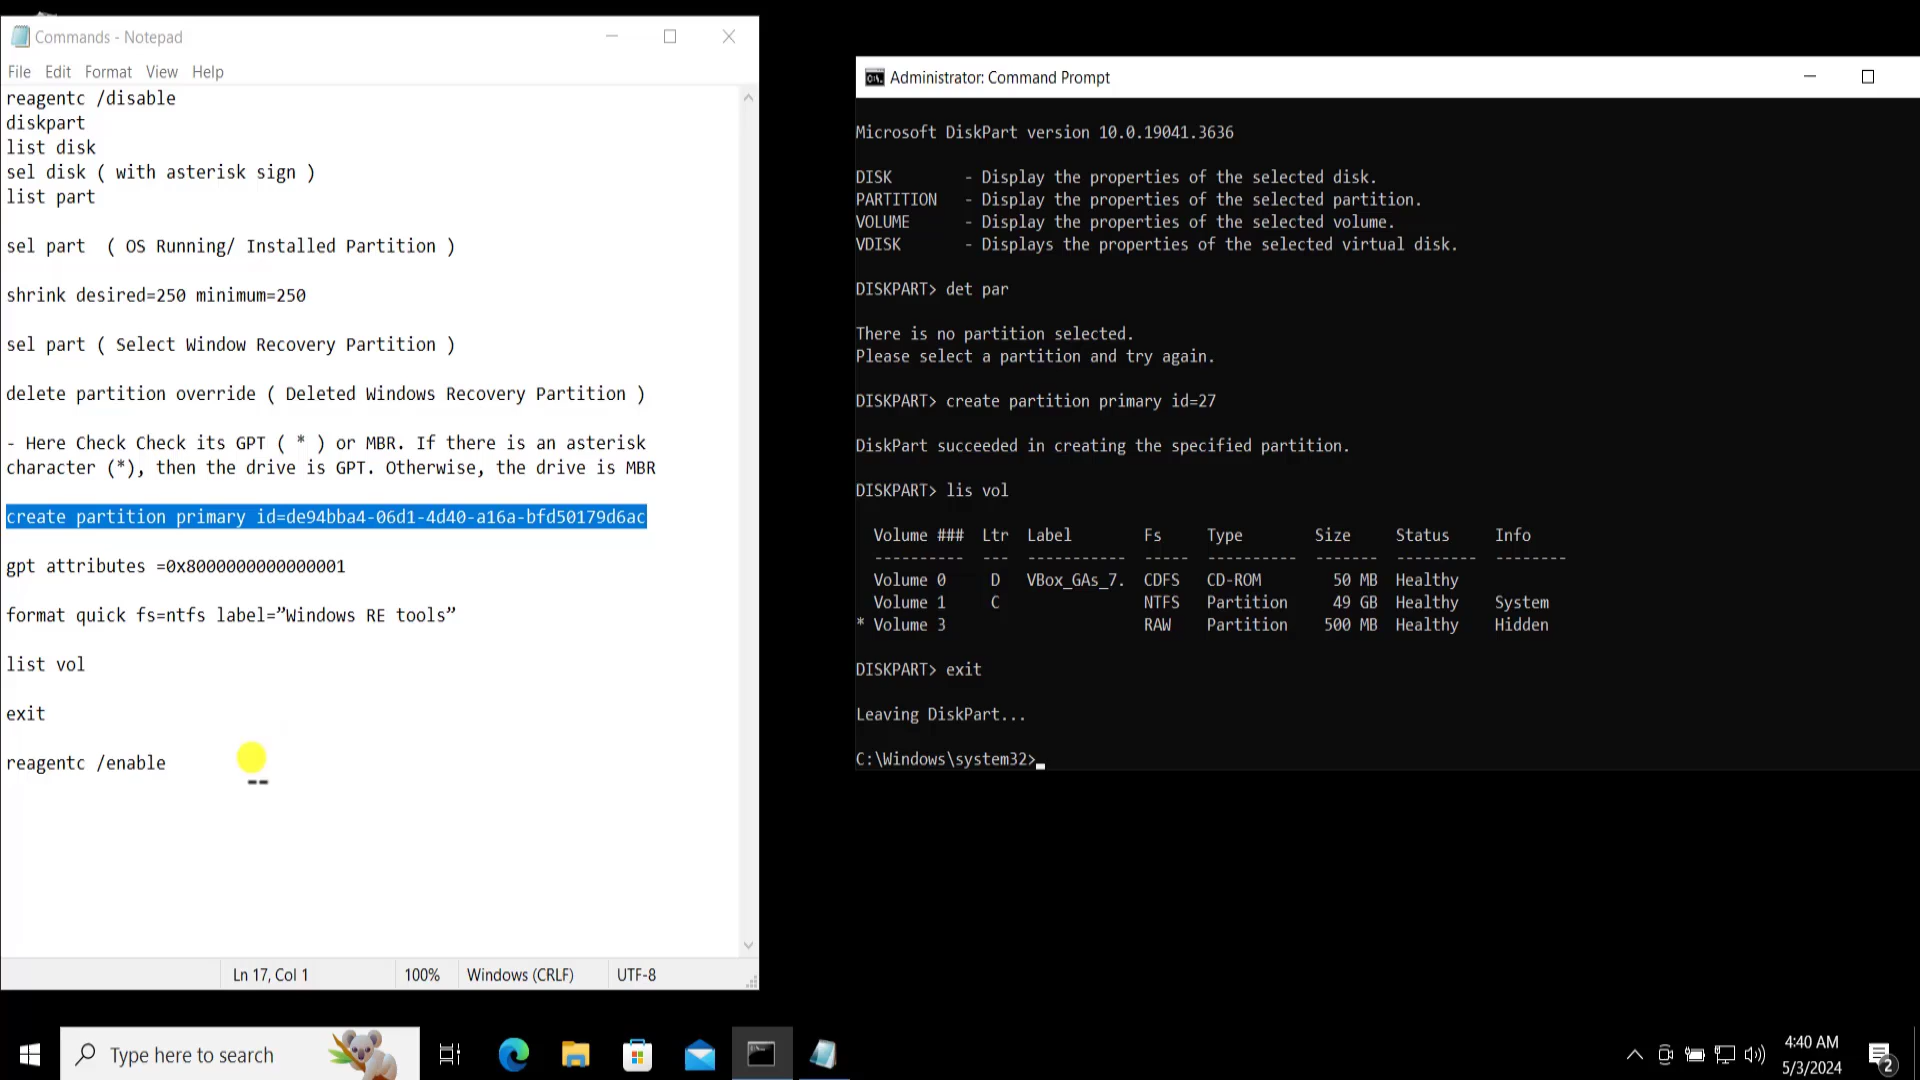 Commands - Notepad
File Edit Format View Help
reagentc /disable
diskpart
list disk
sel disk ( with asterisk sign )
list part
sel part  ( OS Running/ Installed Partition )
shrink desired=250 minimum=250
sel part ( Select Window Recovery Partition )
delete partition override ( Deleted Windows Recovery Partition )
- Here Check Check its GPT ( * ) or MBR. If there is an asterisk
character (*), then the drive is GPT. Otherwise, the drive is MBR
create partition primary id=de94bba4-06d1-4d40-a16a-bfd50179d6ac
gpt attributes =0x8000000000000001
format quick fs=ntfs label=”Windows RE tools”
list vol
exit
reagentc /enable
Ln 17, Col 1 100% Windows (CRLF) UTF-8
Administrator: Command Prompt
Microsoft DiskPart version 10.0.19041.3636
DISK - Display the properties of the selected disk.
PARTITION - Display the properties of the selected partition.
VOLUME - Display the properties of the selected volume.
VDISK - Displays the properties of the selected virtual disk.
DISKPART> det par
There is no partition selected.
Please select a partition and try again.
DISKPART> create partition primary id=27
DiskPart succeeded in creating the specified partition.
DISKPART> lis vol
Volume ### Ltr Label Fs Type Size Status Info
---------- --- ----------- ----- ---------- ------- --------- --------
Volume 0 D VBox_GAs_7. CDFS CD-ROM 50 MB Healthy
Volume 1 C NTFS Partition 49 GB Healthy System
* Volume 3 RAW Partition 500 MB Healthy Hidden
DISKPART> exit
Leaving DiskPart...
C:\Windows\system32>
Type here to search
4:40 AM
5/3/2024
2